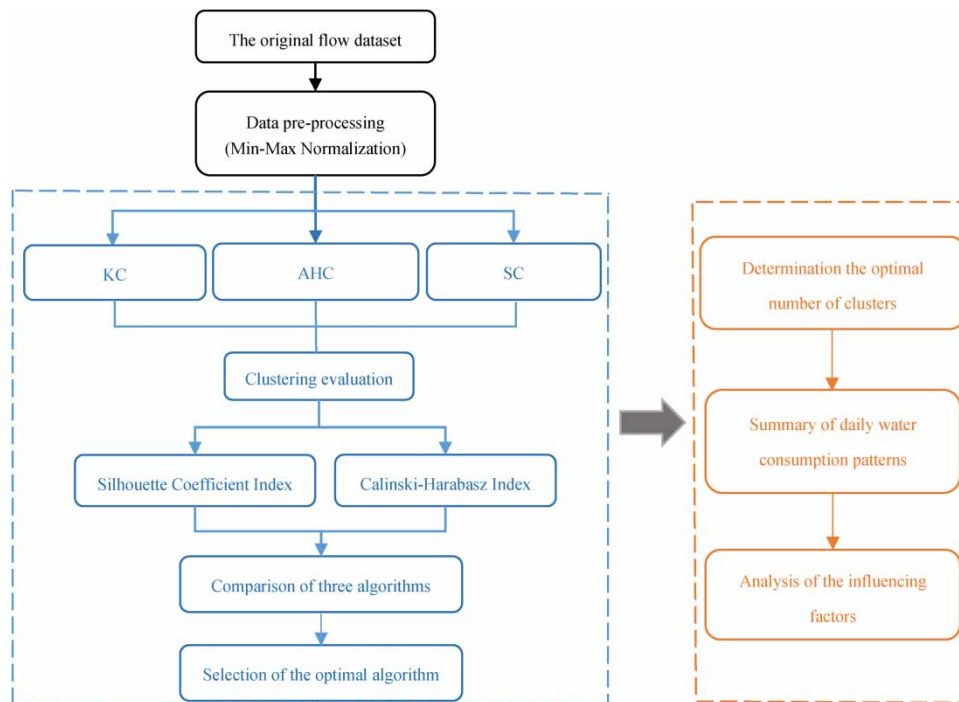 The original flow dataset
Data pre-processing
(Min-Max Normalization)
KC
AHC
SC
Clustering evaluation
Silhouette Coefficient Index
Calinski-Harabasz Index
Comparison of three algorithms
Selection of the optimal algorithm
Determination the optimal
number of clusters
Summary of daily water
consumption patterns
Analysis of the influencing
factors